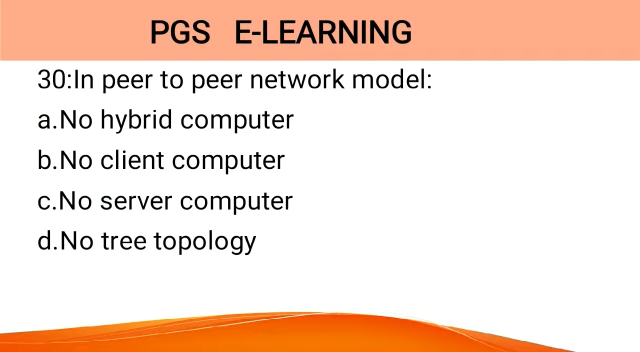 PGS E-LEARNING
30:In peer to peer network model:
a.No hybrid computer
b.No client computer
c.No server computer
d.No tree topology